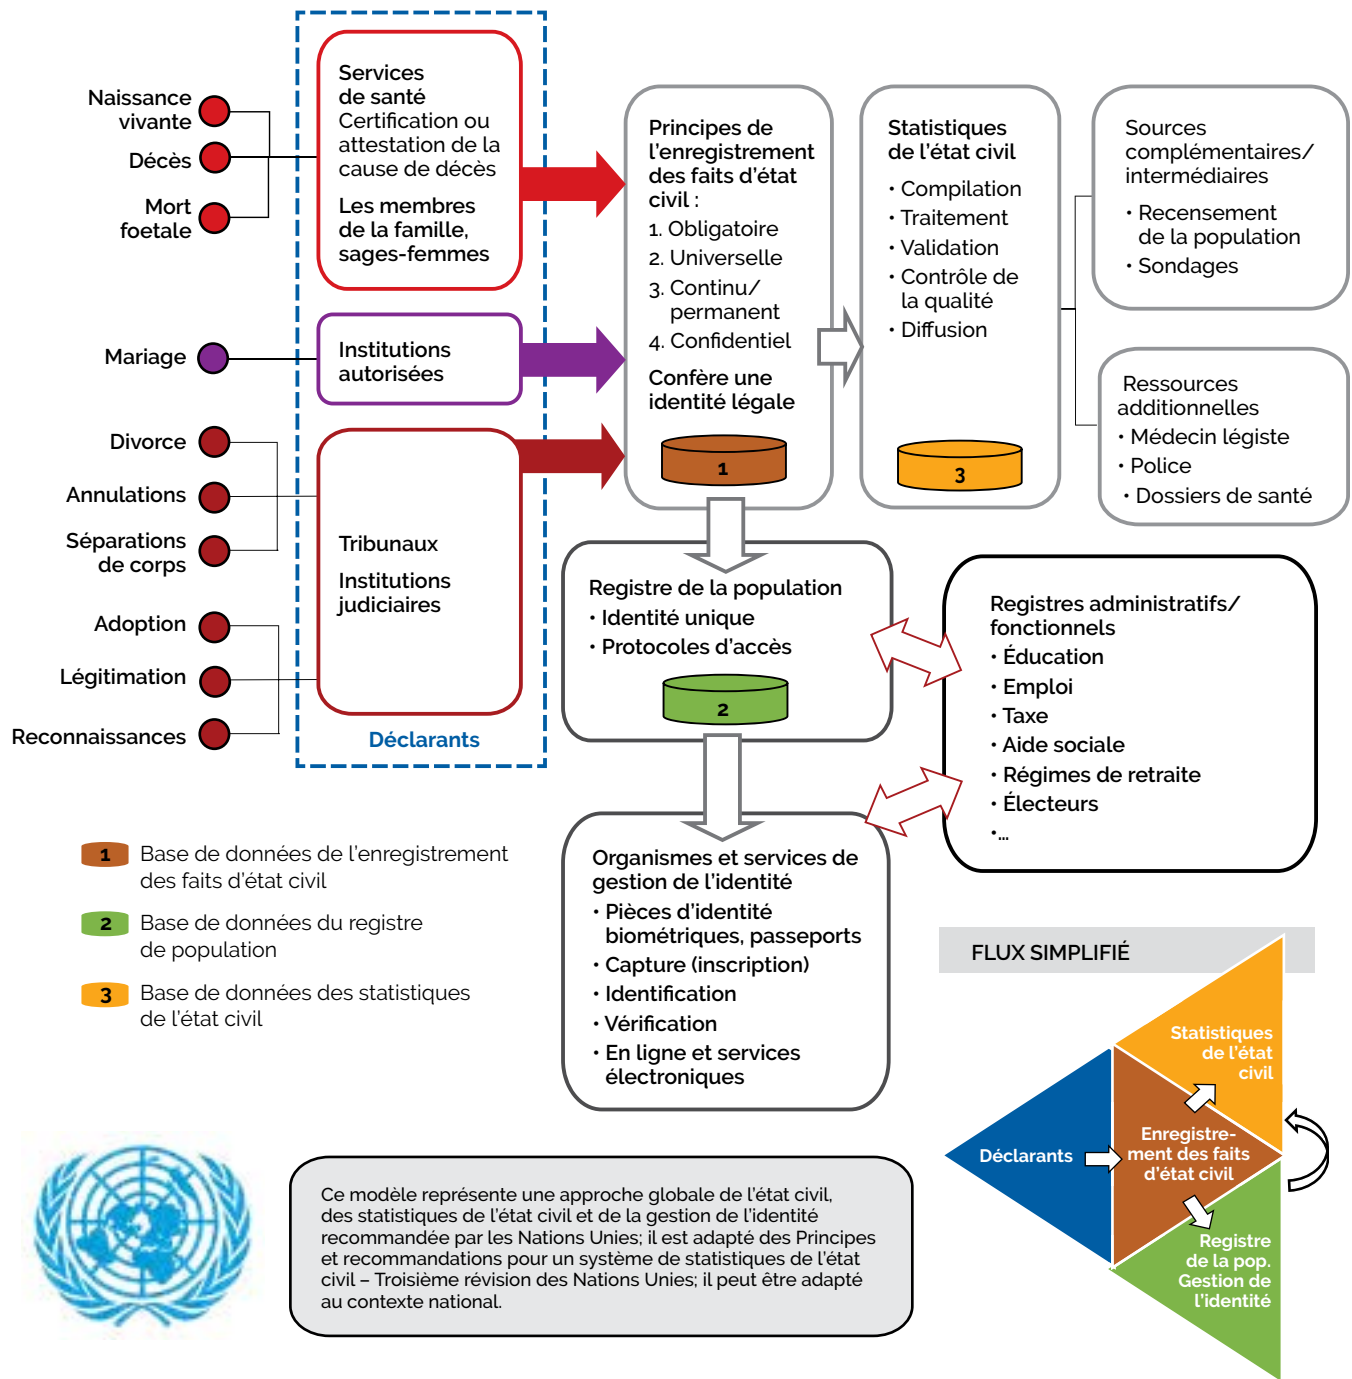 Naissance
vivante
Décès
Mort
foetale
Mariage
Divorce
Annulations
Séparations
de corps
Adoption
Légitimation
Reconnaissances
Services
de santé
Certification ou
attestation de la
cause de décès
Les membres
de la famille,
sages-femmes
Institutions
autorisées
Tribunaux
Institutions
judiciaires
Déclarants
Principes de
l'enregistrement
des faits d'état
civil :
1. Obligatoire
2. Universelle
3. Continu/
permanent
4. Confidentiel
Confère une
identité légale
1
Statistiques
de l'état civil
• Compilation
• Traitement
• Validation
• Contrôle de
la qualité
• Diffusion
3
Sources
complémentaires/
intermédiaires
• Recensement
de la population
• Sondages
Ressources
additionnelles
• Médecin légiste
• Police
• Dossiers de santé
Registre de la population
• Identité unique
• Protocoles d'accès
2
Registres administratifs/
fonctionnels
• Éducation
• Emploi
• Taxe
• Aide sociale
• Régimes de retraite
• Électeurs
•...
Organismes et services de
gestion de l'identité
• Pièces d'identité
biométriques, passeports
• Capture (inscription)
• Identification
• Vérification
• En ligne et services
électroniques
1 Base de données de l'enregistrement
des faits d'état civil
2 Base de données du registre
de population
3 Base de données des statistiques
de l'état civil
FLUX SIMPLIFIÉ
Statistiques
de l'état
civil
Déclarants
Enregistre-
ment des faits
d'état civil
Registre
de la pop.
Gestion de
l'identité
Ce modèle représente une approche globale de l'état civil,
des statistiques de l'état civil et de la gestion de l'identité
recommandée par les Nations Unies; il est adapté des Principes
et recommandations pour un système de statistiques de l'état
civil – Troisième révision des Nations Unies; il peut être adapté
au contexte national.